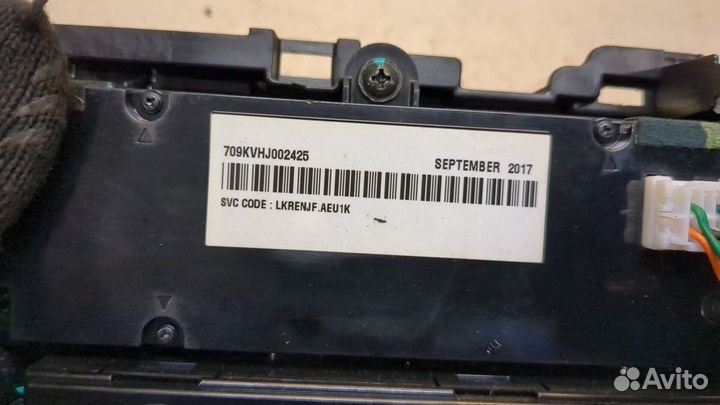 709KVHJ002425 SEPTEMBER 2017
SVC CODE : LKRENJF.AEU1K
Avito